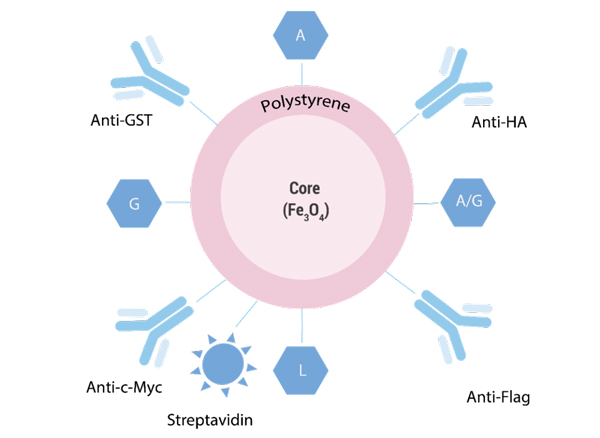 A
Polystyrene
Anti-GST
Anti-HA
Core
(Fe₃O₄)
G
A/G
Anti-c-Myc
L
Anti-Flag
Streptavidin